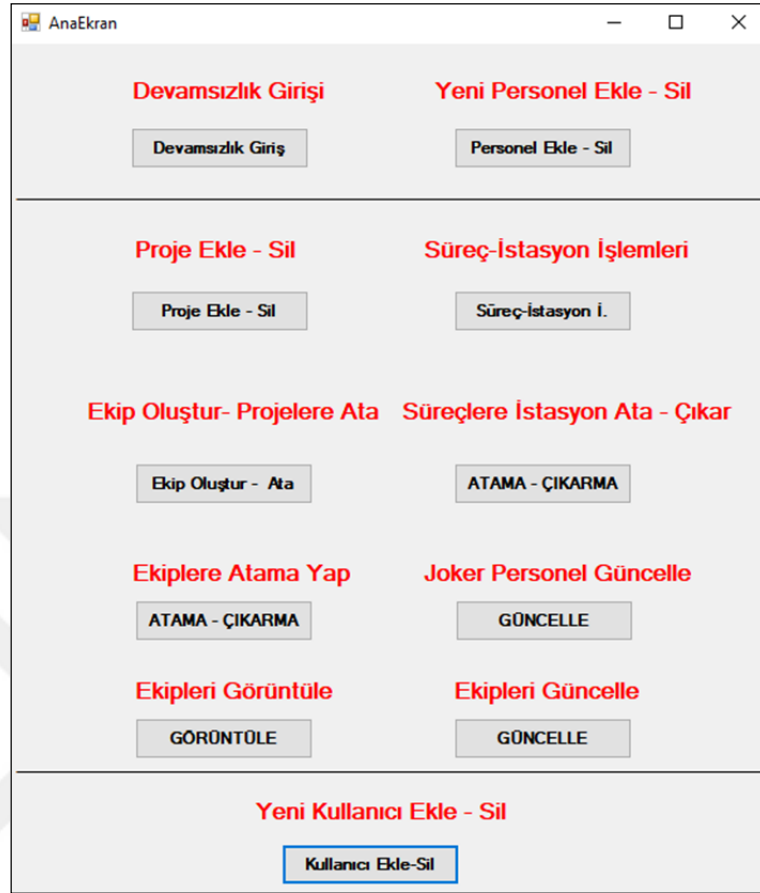 AnaEkran
Devamsızlık Girişi
Yeni Personel Ekle - Sil
Devamsızlık Giriş
Personel Ekle - Sil
Proje Ekle - Sil
Süreç-İstasyon İşlemleri
Proje Ekle - Sil
Süreç-İstasyon İ.
Ekip Oluştur- Projelere Ata
Süreçlere İstasyon Ata - Çıkar
Ekip Oluştur - Ata
ATAMA - ÇIKARMA
Ekiplere Atama Yap
Joker Personel Güncelle
ATAMA - ÇIKARMA
GÜNCELLE
Ekipleri Görüntüle
Ekipleri Güncelle
GÖRÜNTÜLE
GÜNCELLE
Yeni Kullanıcı Ekle - Sil
Kullanıcı Ekle-Sil